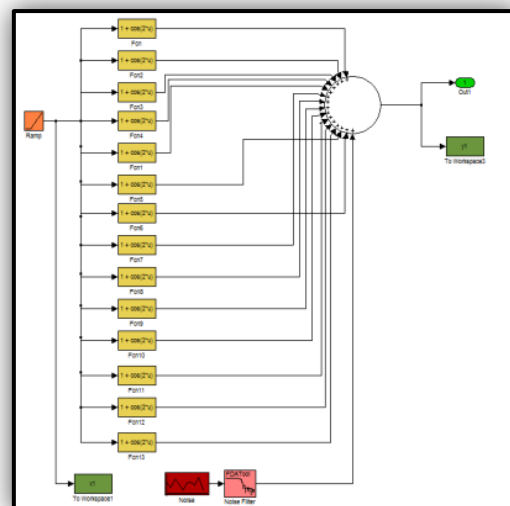 1 + cos(2*u)
Fcn
1 + cos(2*u)
Fcn2
1 + cos(2*u)
Fcn3
1 + cos(2*u)
Fcn4
Ramp
1 + cos(2*u)
Fcn1
1 + cos(2*u)
Fcn5
1 + cos(2*u)
Fcn6
1 + cos(2*u)
Fcn7
1 + cos(2*u)
Fcn8
1 + cos(2*u)
Fcn9
1 + cos(2*u)
Fcn10
1 + cos(2*u)
Fcn11
1 + cos(2*u)
Fcn12
1 + cos(2*u)
Fcn13
1
Out1
y1
To Workspace3
x1
To Workspace1
Noise
FDATool
Noise Filter